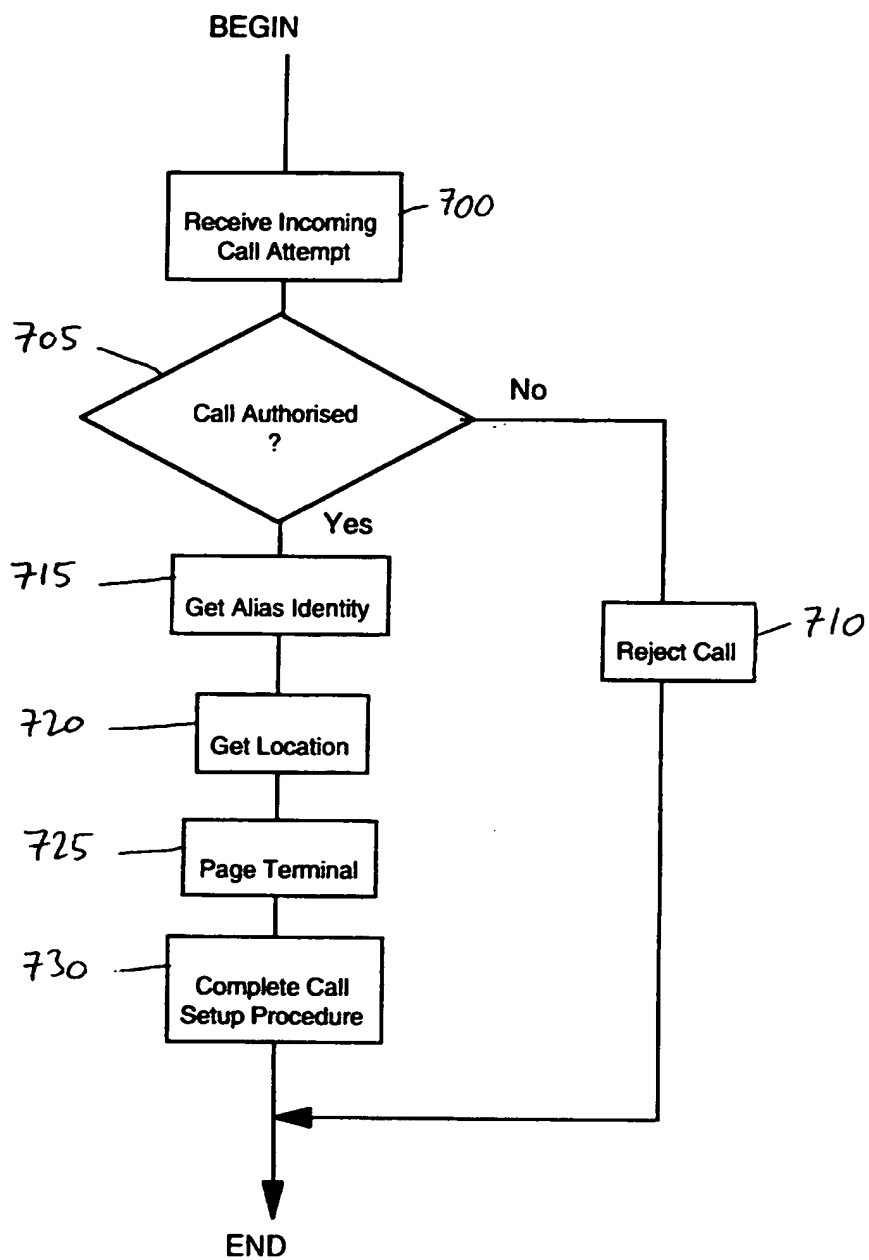 BEGIN
Receive Incoming
Call Attempt
700
705
Call Authorised
?
No
Yes
715
Get Alias Identity
Reject Call
710
720
Get Location
725
Page Terminal
730
Complete Call
Setup Procedure
END